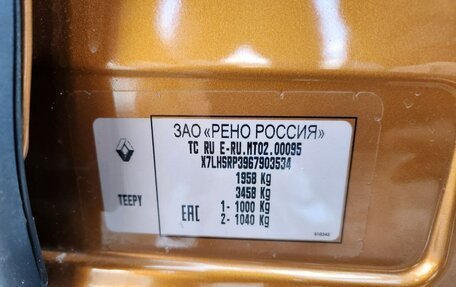 ЗАО «РЕНО РОССИЯ»
TC RU E-RU.MT02.00095
X7LHSRP3967903534
1958 Kg
3458 Kg
1- 1000 Kg
2- 1040 Kg
TEEPY
EAC